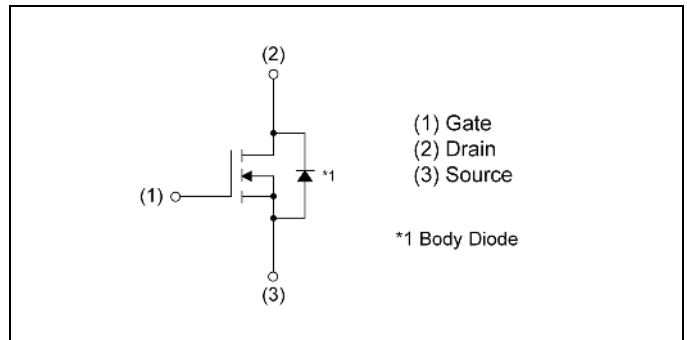 (2)
(1) Gate
(2) Drain
(3) Source
*1
(1)
*1 Body Diode
(3)